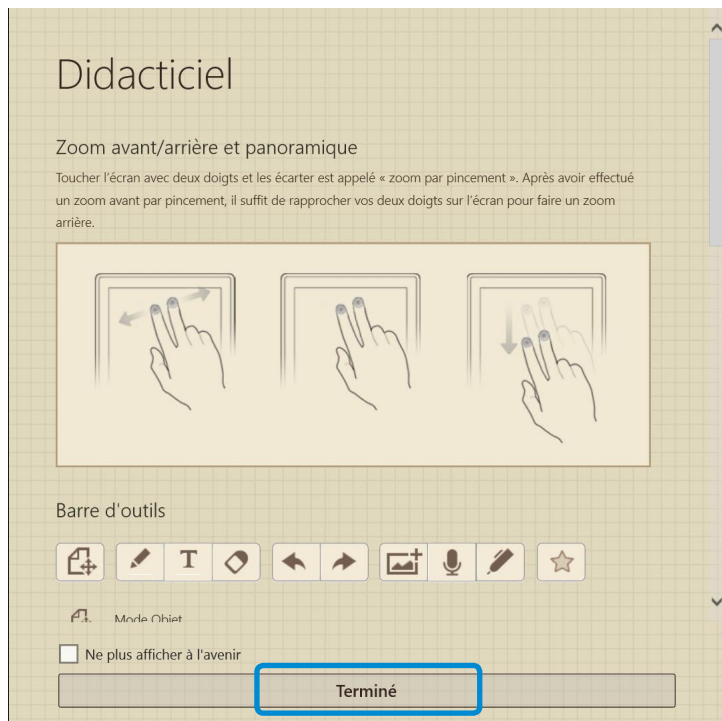 Didacticiel
Zoom avant/arrière et panoramique
Toucher l'écran avec deux doigts et les écarter est appelé « zoom par pincement ». Après avoir effectué
un zoom avant par pincement, il suffit de rapprocher vos deux doigts sur l'écran pour faire un zoom
arrière.
Barre d'outils
T
Mode Objet
Ne plus afficher à l'avenir
Terminé